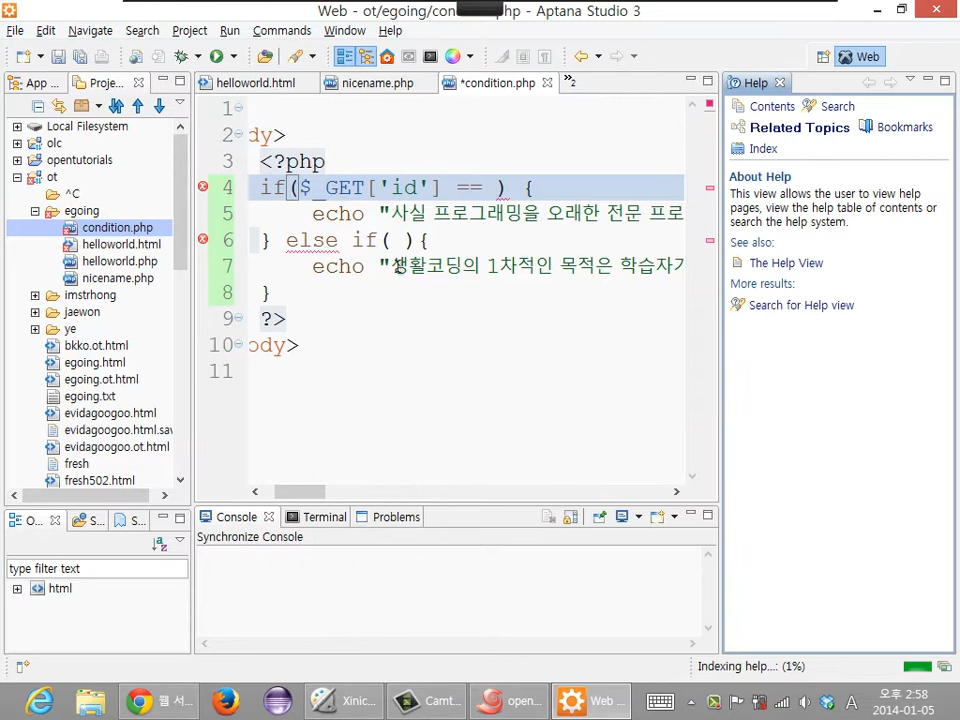 Web - ot/egoing/con .php - Aptana Studio 3
File Edit Navigate Search Project Run Commands Window Help
Web
App ... Proje... helloworld.html nicename.php *condition.php »2 Help
Local Filesystem
olc
opentutorials
ot
^C
egoing
condition.php
helloworld.html
helloworld.php
nicename.php
imstrhong
jaewon
ye
bkko.ot.html
egoing.html
egoing.ot.html
egoing.txt
evidagoogoo.html
evidagoogoo.html.sav
evidagoogoo.ot.html
fresh
fresh502.html
1
2 dy>
3 <?php
4 if($_GET['id'] == ) {
5 echo "사실 프로그래밍을 오래한 전문 프로
6 } else if( ){
7 echo "생활코딩의 1차적인 목적은 학습자가
8 }
9 ?>
10 ody>
11
Contents Search
Related Topics Bookmarks
Index
About Help
This view allows the user to view help
pages, view the help table of contents or
search the help system.
See also:
The Help View
More results:
Search for Help view
O... S... S...
type filter text
html
Console Terminal Problems
Synchronize Console
Indexing help...: (1%)
웹 서... Xinic... Camt... open... Web ... A
오후 2:58
2014-01-05